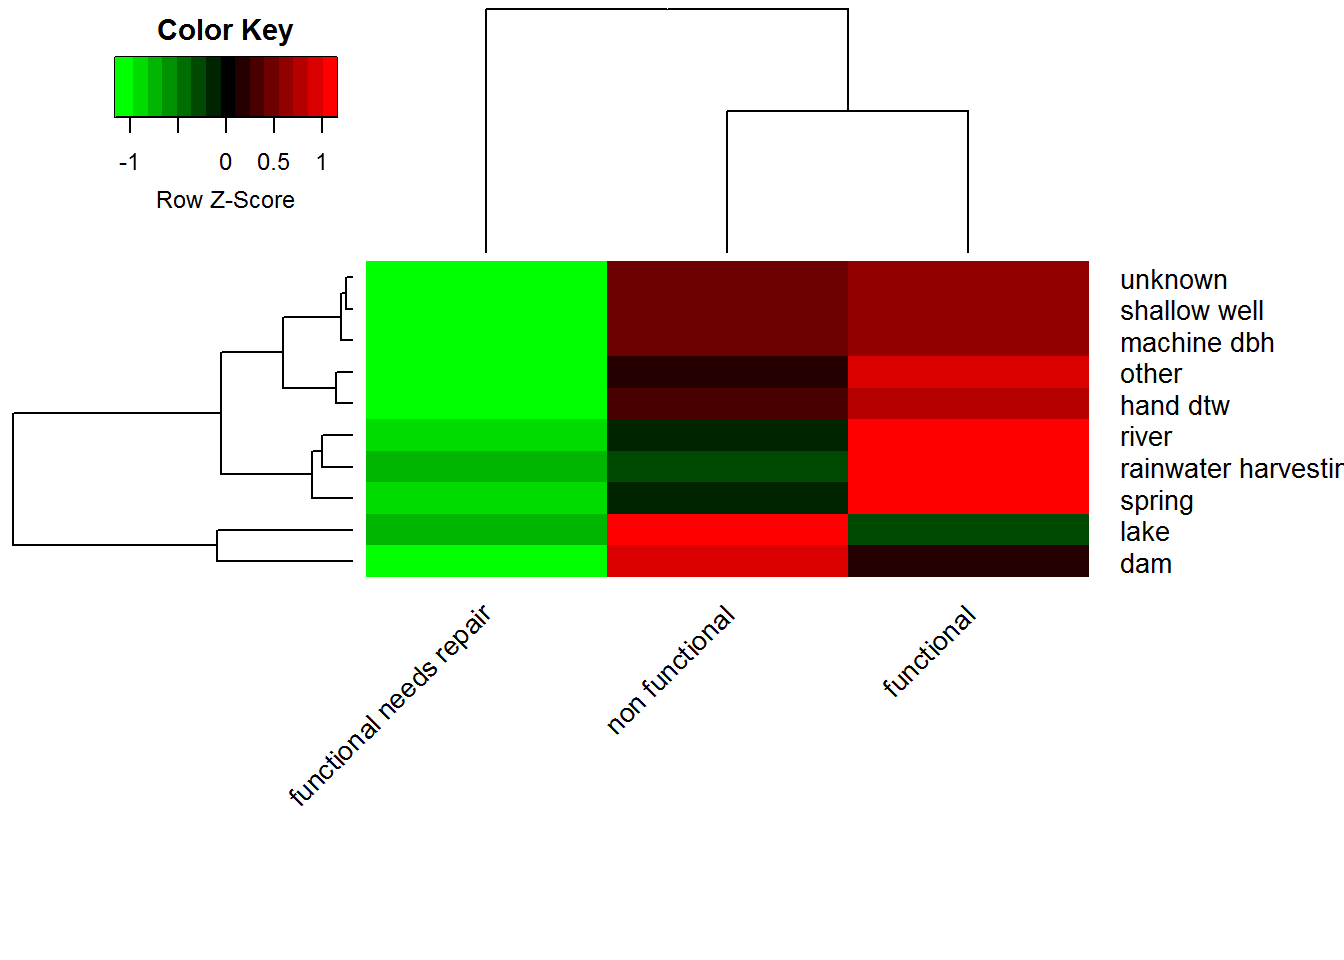 Color Key
-1 0 0.5 1
Row Z-Score
unknown
shallow well
machine dbh
other
hand dtw
river
rainwater harvestin
spring
lake
dam
functional needs repair
non functional
functional